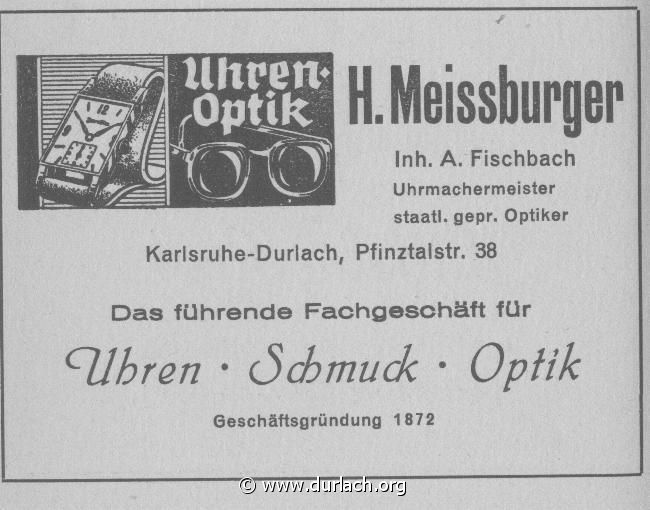 Uhren-
Optik
H. Meissburger
Inh. A. Fischbach
Uhrmachermeister
staatl. gepr. Optiker
Karlsruhe-Durlach, Pfinztalstr. 38
Das führende Fachgeschäft für
Uhren · Schmuck · Optik
Geschäftsgründung 1872
© www.durlach.org